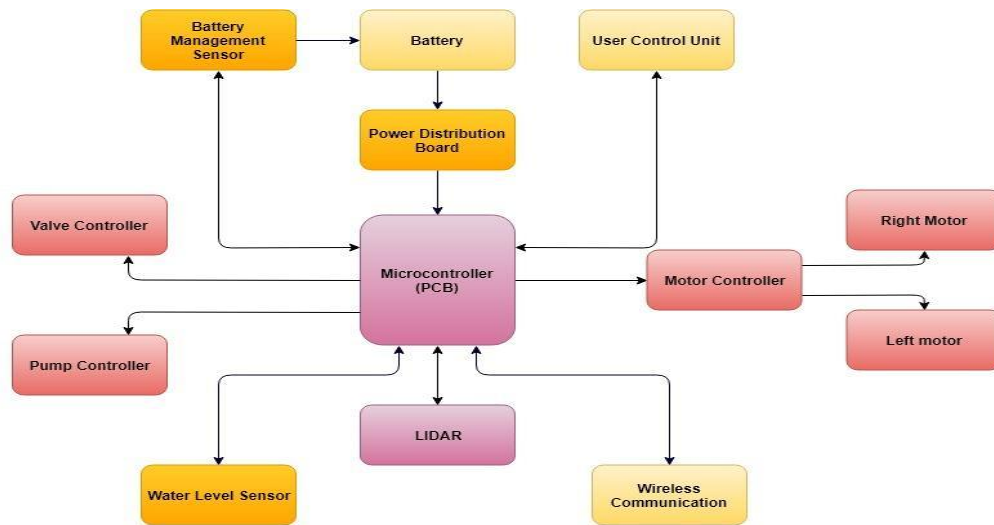 Battery
Management
Sensor
Battery
User Control Unit
Power Distribution
Board
Valve Controller
Right Motor
Microcontroller
(PCB)
Motor Controller
Pump Controller
Left motor
LIDAR
Water Level Sensor
Wireless
Communication